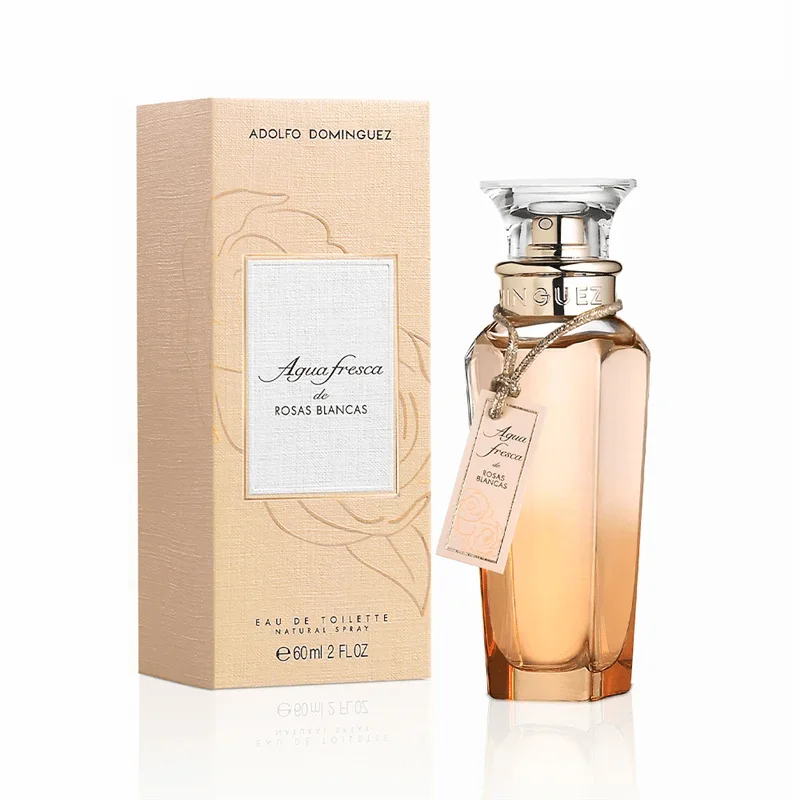 ADOLFO DOMINGUEZ
Agua fresca
de
ROSAS BLANCAS
EAU DE TOILETTE
NATURAL SPRAY
℮60ml 2 FL.OZ
INGUEZ
Agua
fresca
de
ROSAS
BLANCAS